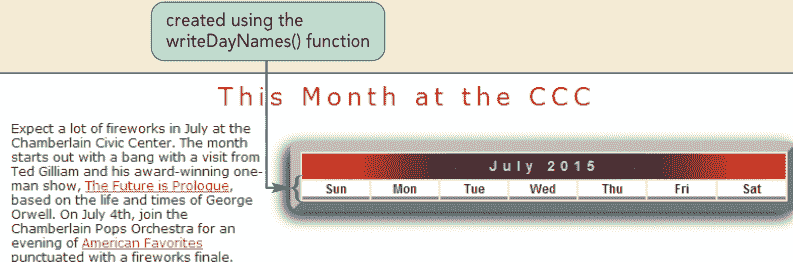 created using the
writeDayNames() function
This Month at the CCC
Expect a lot of fireworks in July at the
Chamberlain Civic Center. The month
starts out with a bang with a visit from
Ted Gilliam and his award-winning one-
man show, The Future is Prologue,
based on the life and times of George
Orwell. On July 4th, join the
Chamberlain Pops Orchestra for an
evening of American Favorites
punctuated with a fireworks finale.
July 2015
Sun Mon Tue Wed Thu Fri Sat